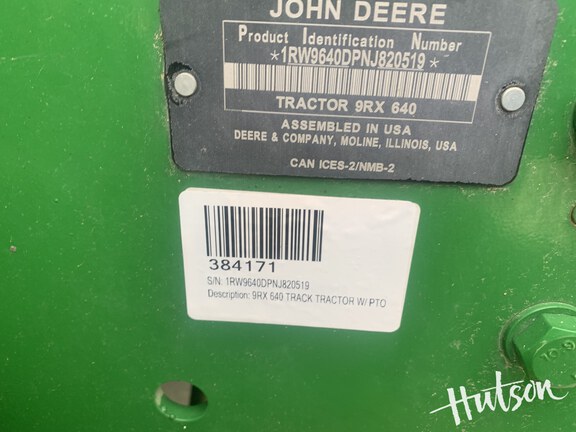 JOHN DEERE
Product Identification Number
*1RW9640DPNJ820519*
TRACTOR 9RX 640
ASSEMBLED IN USA
DEERE & COMPANY, MOLINE, ILLINOIS, USA
CAN ICES-2/NMB-2
384171
S/N: 1RW9640DPNJ820519
Description: 9RX 640 TRACK TRACTOR W/ PTO
Hutson